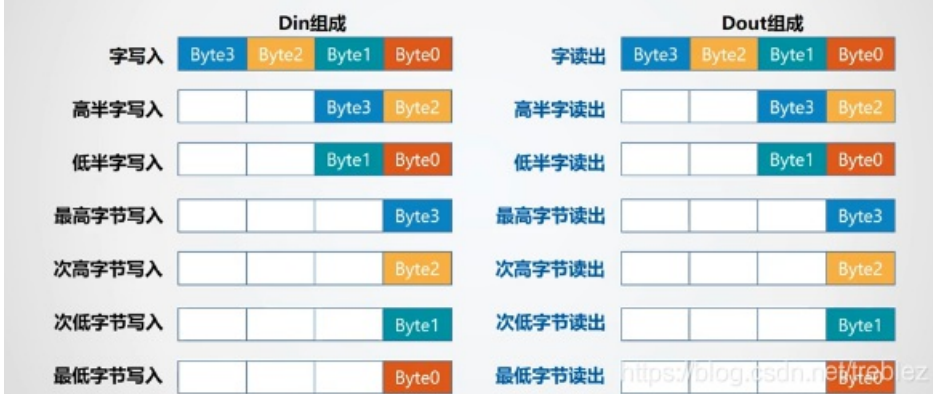 Din组成 Dout组成
字写入 Byte3 Byte2 Byte1 Byte0 字读出 Byte3 Byte2 Byte1 Byte0
高半字写入 Byte3 Byte2 高半字读出 Byte3 Byte2
低半字写入 Byte1 Byte0 低半字读出 Byte1 Byte0
最高字节写入 Byte3 最高字节读出 Byte3
次高字节写入 Byte2 次高字节读出 Byte2
次低字节写入 Byte1 次低字节读出 Byte1
最低字节写入 Byte0 最低字节读出 Byte0
https://blog.csdn.net/treblez